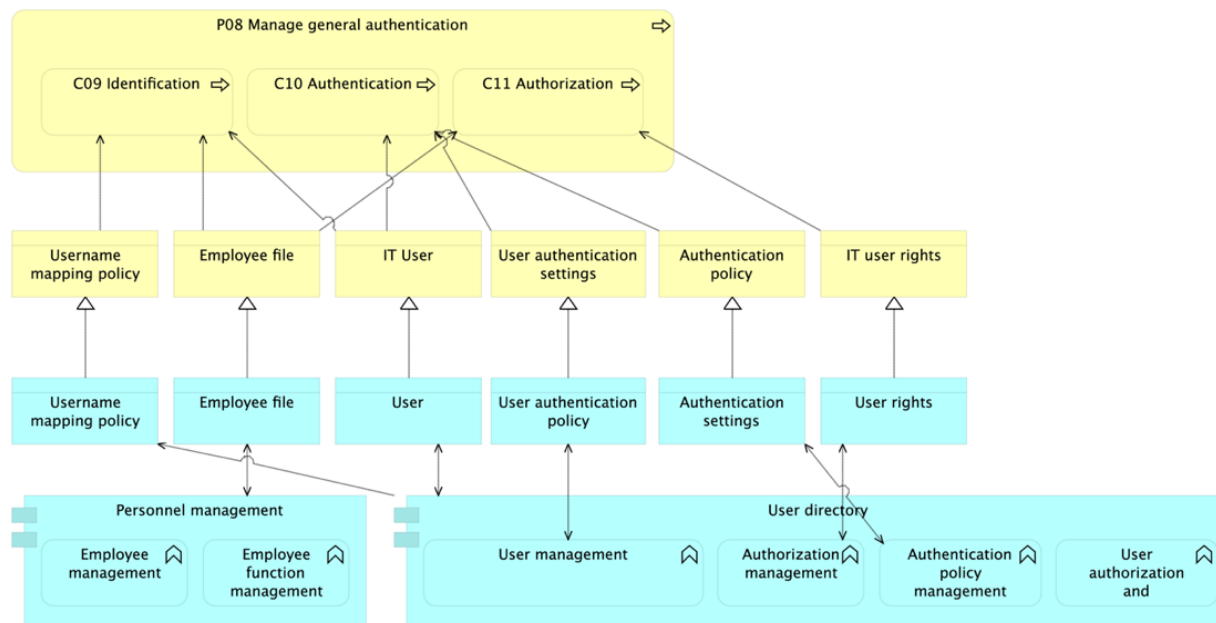 P08 Manage general authentication
C09 Identification
C10 Authentication
C11 Authorization
Username
mapping policy
Employee file
IT User
User authentication
settings
Authentication
policy
IT user rights
Username
mapping policy
Employee file
User
User authentication
policy
Authentication
settings
User rights
Personnel management
User directory
Employee
management
Employee
function
management
User management
Authorization
management
Authentication
policy
management
User
authorization
and